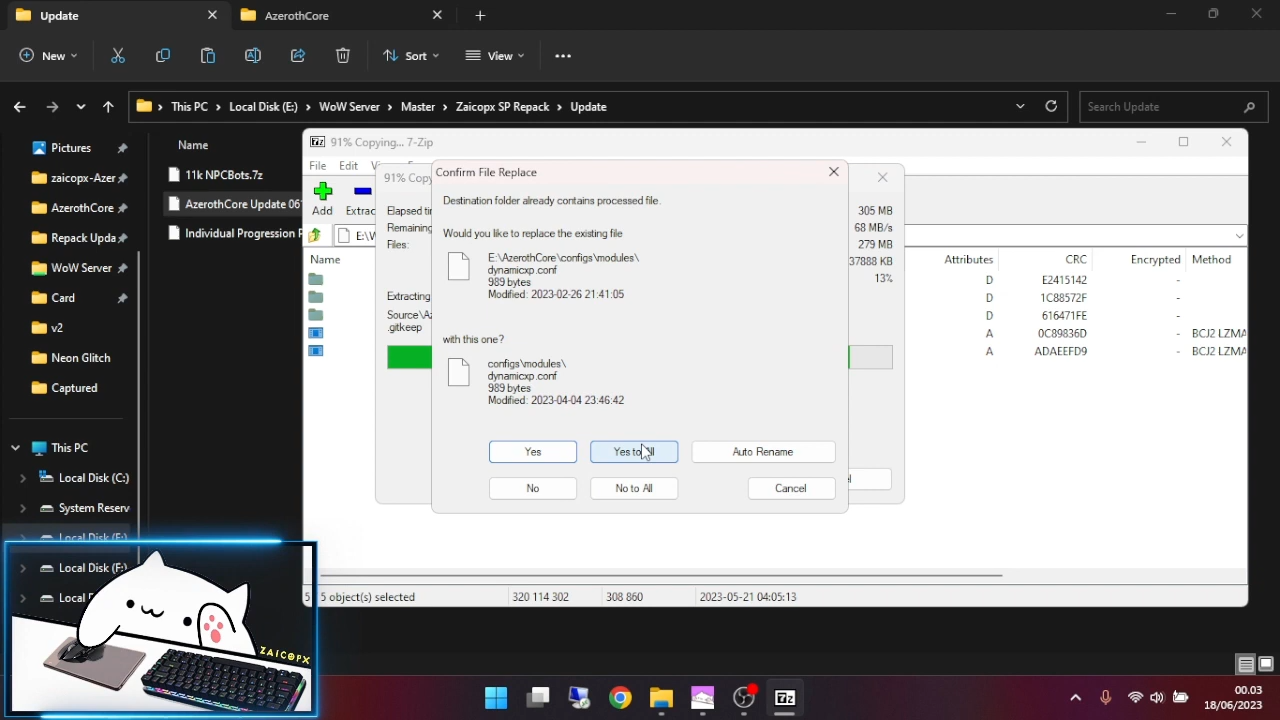 Update
AzerothCore
New
Sort
View
This PC > Local Disk (E:) > WoW Server > Master > Zaicopx SP Repack > Update
Search Update
Pictures
zaicopx-Azer
AzerothCore
Repack Upda
WoW Server
Card
v2
Neon Glitch
Captured
This PC
Local Disk (C:)
System Reserv
Local Disk (E:)
Local Disk (F:)
Name
11k NPCBots.7z
AzerothCore Update 06
Individual Progression
91% Copying... 7-Zip
File Edit
Add
Name
Attributes CRC Encrypted Method
D E2415142 -
D 1C88572F -
D 616471FE -
A 0C89836D - BCJ2 LZMA
A ADAEEFD9 - BCJ2 LZMA
91% Copy
Files:
Extracting
.gitkeep
305 MB
68 MB/s
279 MB
37888 KB
13%
Confirm File Replace
Destination folder already contains processed file.
Would you like to replace the existing file
E:\AzerothCore\configs\modules\
dynamicxp.conf
989 bytes
Modified: 2023-02-26 21:41:05
with this one?
configs\modules\
dynamicxp.conf
989 bytes
Modified: 2023-04-04 23:46:42
Yes
Yes to All
Auto Rename
No
No to All
Cancel
5 object(s) selected
320 114 302
308 860
2023-05-21 04:05:13
ZAICOPX
7z
00.03
18/06/2023